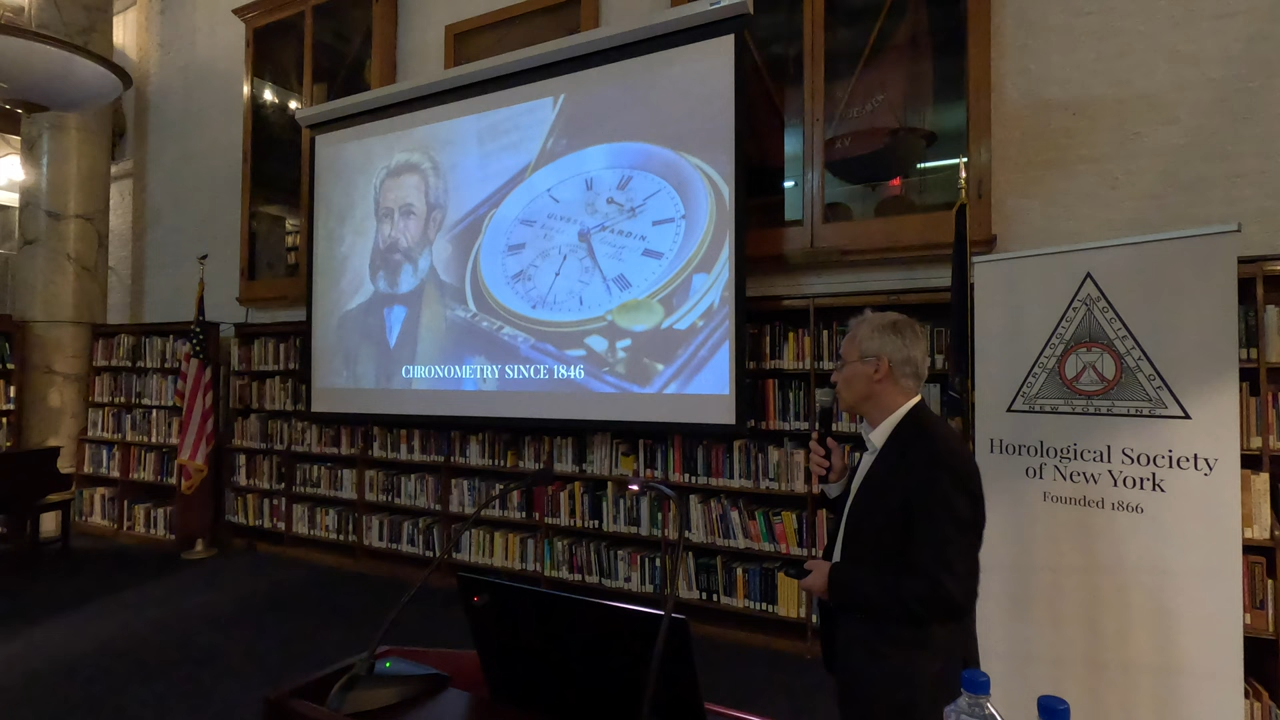 ULYSSE NARDIN
CHRONOMETRY SINCE 1846
HOROLOGICAL SOCIETY OF
NEW YORK INC.
Horological Society
of New York
Founded 1866